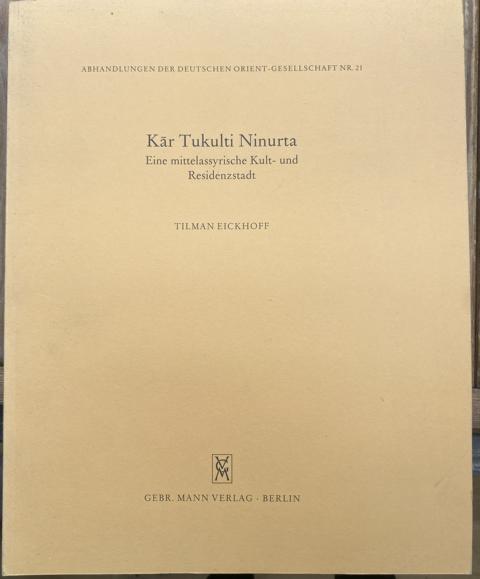 ABHANDLUNGEN DER DEUTSCHEN ORIENT-GESELLSCHAFT NR. 21
Kār Tukulti Ninurta
Eine mittelassyrische Kult- und
Residenzstadt
TILMAN EICKHOFF
GEBR. MANN VERLAG · BERLIN